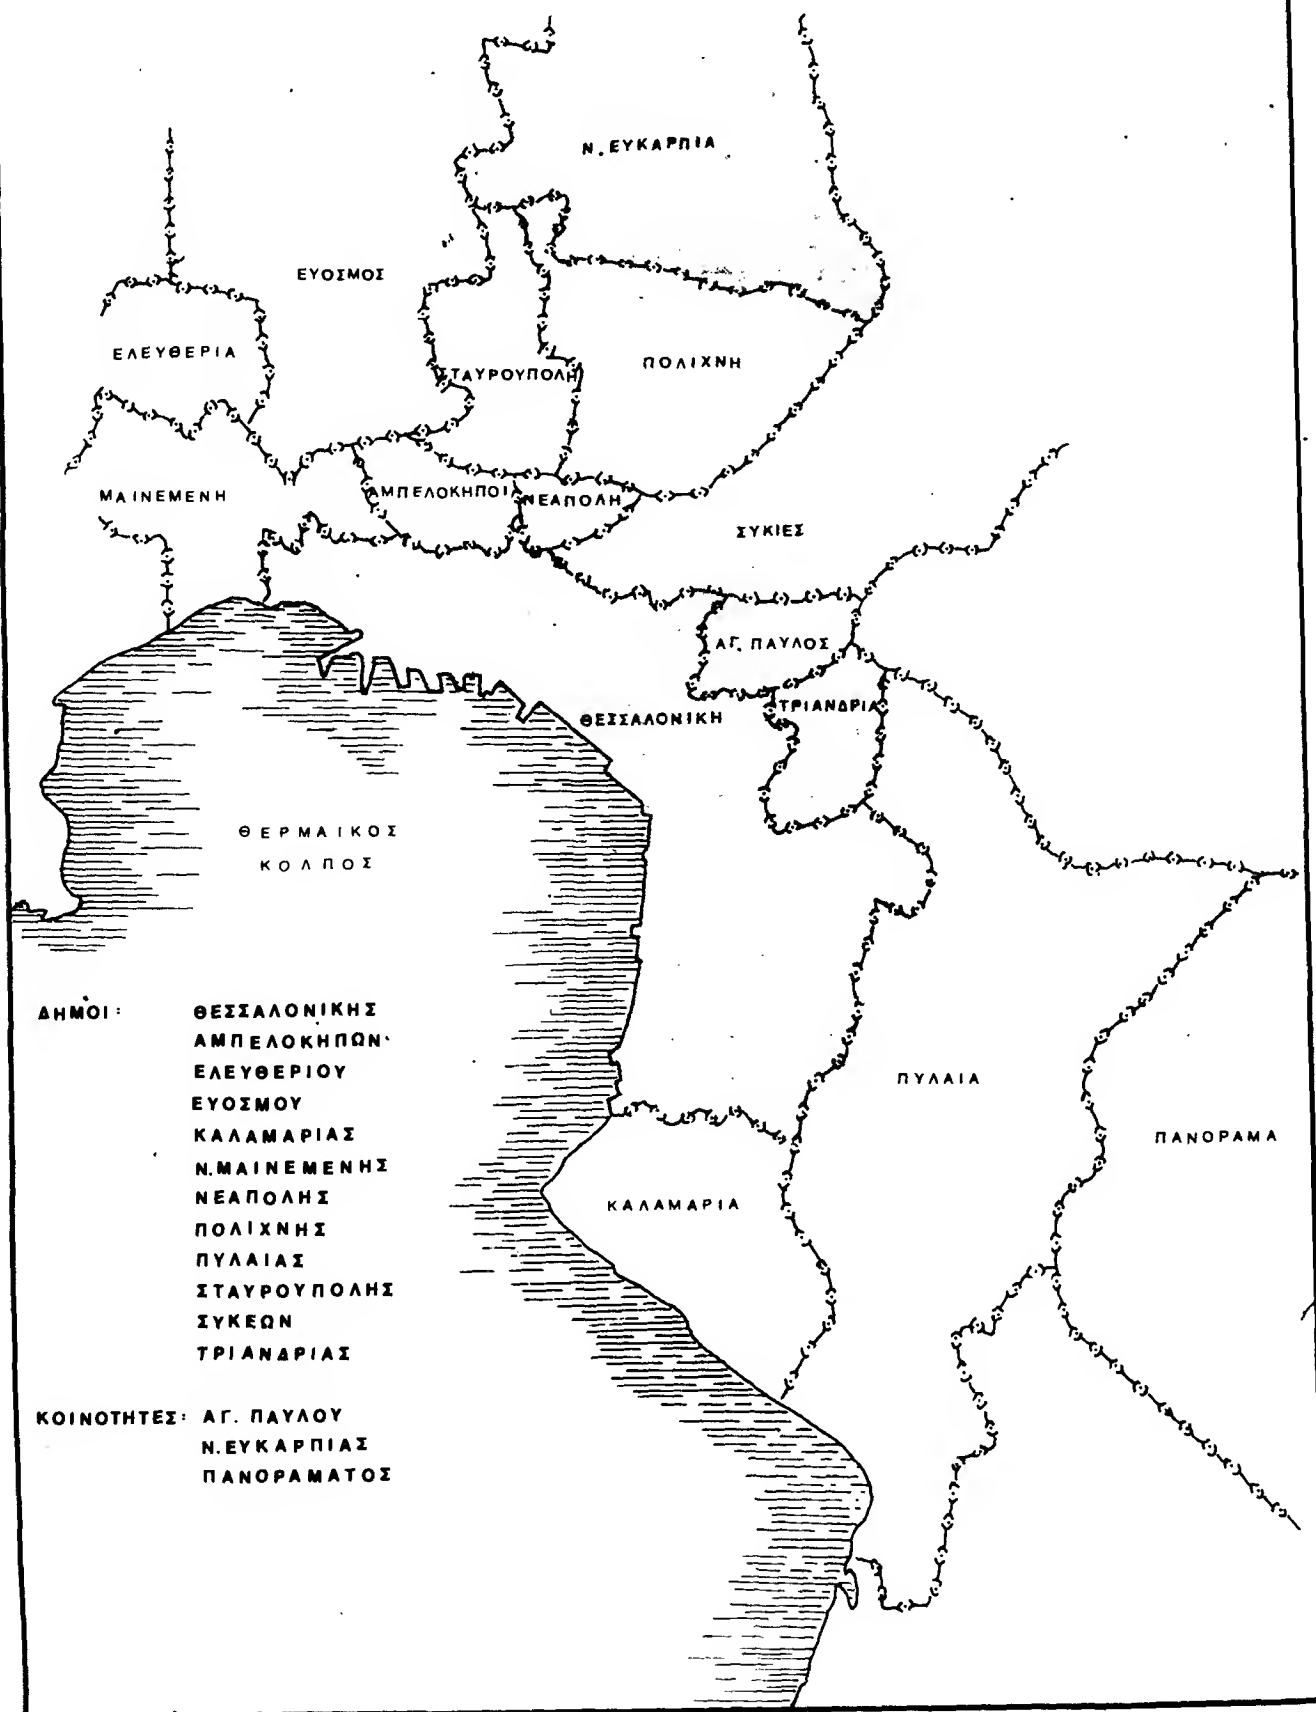 Ν. ΕΥΚΑΡΠΙΑ
ΕΥΟΣΜΟΣ
ΕΛΕΥΘΕΡΙΑ
ΠΟΛΙΧΝΗ
ΣΤΑΥΡΟΥΠΟΛΗ
ΜΑΙΝΕΜΕΝΗ
ΑΜΠΕΛΟΚΗΠΟΙ
ΝΕΑΠΟΛΗ
ΣΥΚΙΕΣ
ΑΓ. ΠΑΥΛΟΣ
ΤΡΙΑΝΔΡΙΑ
ΘΕΣΣΑΛΟΝΙΚΗ
ΘΕΡΜΑΙΚΟΣ
ΚΟΛΠΟΣ
ΠΥΛΑΙΑ
ΠΑΝΟΡΑΜΑ
ΚΑΛΑΜΑΡΙΑ
ΔΗΜΟΙ: ΘΕΣΣΑΛΟΝΙΚΗΣ
ΑΜΠΕΛΟΚΗΠΩΝ
ΕΛΕΥΘΕΡΙΟΥ
ΕΥΟΣΜΟΥ
ΚΑΛΑΜΑΡΙΑΣ
Ν.ΜΑΙΝΕΜΕΝΗΣ
ΝΕΑΠΟΛΗΣ
ΠΟΛΙΧΝΗΣ
ΠΥΛΑΙΑΣ
ΣΤΑΥΡΟΥΠΟΛΗΣ
ΣΥΚΕΩΝ
ΤΡΙΑΝΔΡΙΑΣ
ΚΟΙΝΟΤΗΤΕΣ: ΑΓ. ΠΑΥΛΟΥ
Ν.ΕΥΚΑΡΠΙΑΣ
ΠΑΝΟΡΑΜΑΤΟΣ